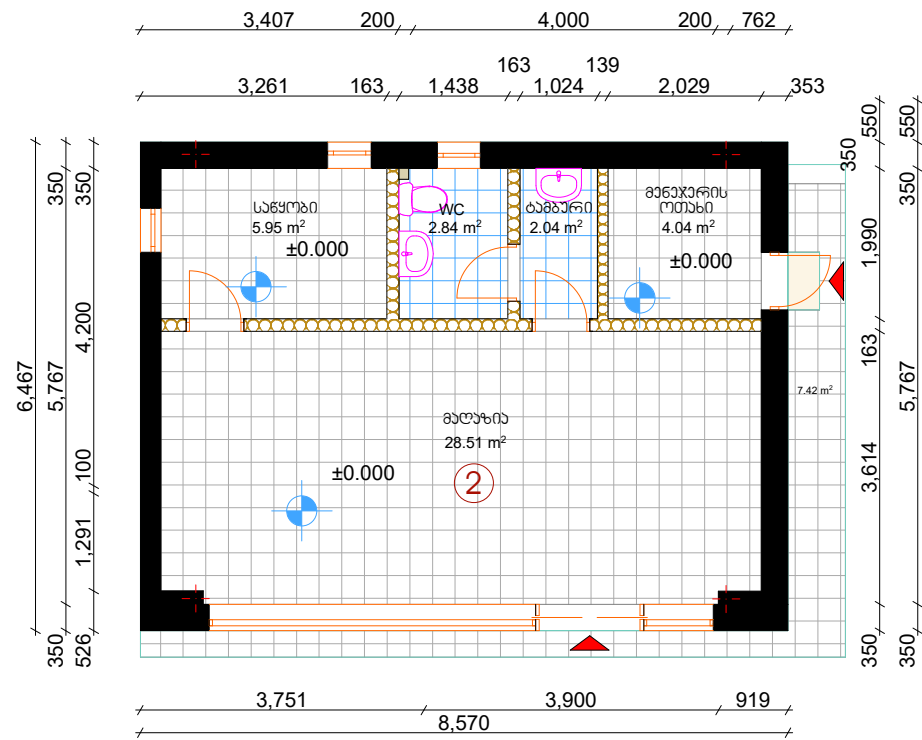 3,407 200 4,000 200 762
163 139
3,261 163 1,438 1,024 2,029 353
550 550
350
350 350 350
საწყობი
5.95 m²
±0.000
WC
2.84 m²
ტამბური
2.04 m²
მენეჯერის
ოთახი
4.04 m²
±0.000
1,990
4,200
163
6,467 5,767 5,767
7.42 m²
მაღაზია
28.51 m²
±0.000
2
100
3,614
1,291
350 526 350 350
3,751 3,900 919
8,570